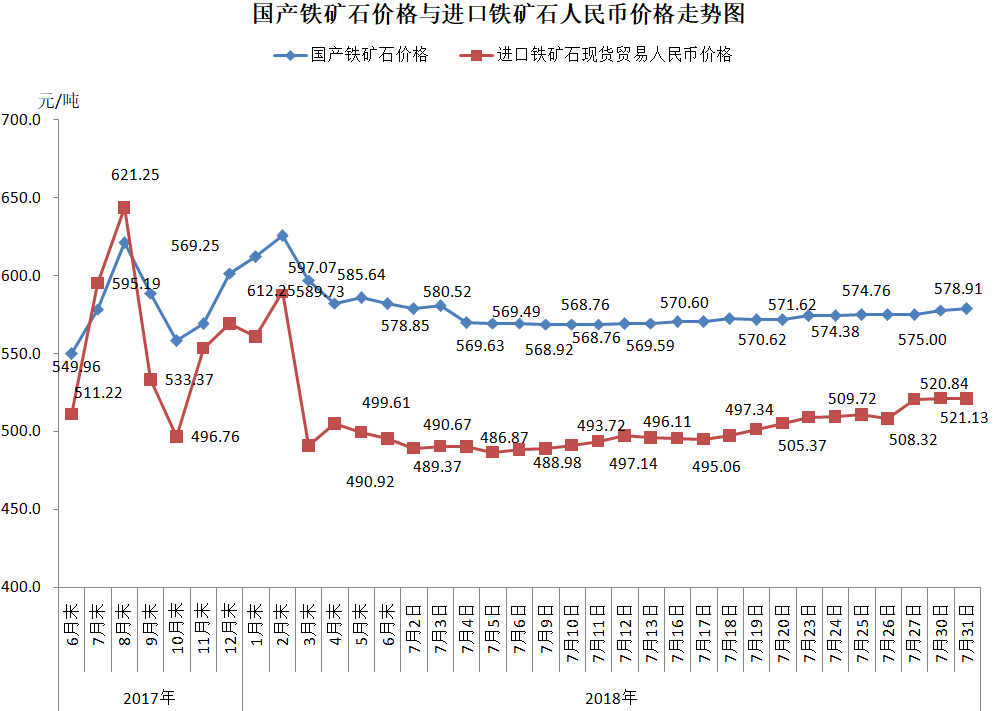 国产铁矿石价格与进口铁矿石人民币价格走势图
国产铁矿石价格 进口铁矿石现货贸易人民币价格
元/吨
700.0
650.0
600.0
550.0
500.0
450.0
400.0
621.25
569.25
595.19
549.96
511.22
533.37
496.76
612.25
597.07
589.73
585.64
578.85
580.52
569.63
569.49
568.92
568.76
568.76
569.59
570.60
570.62
571.62
574.38
574.76
575.00
578.91
490.92
499.61
489.37
490.67
486.87
488.98
493.72
497.14
496.11
495.06
497.34
505.37
509.72
508.32
520.84
521.13
6月末
7月末
8月末
9月末
10月末
11月末
12月末
1月末
2月末
3月末
4月末
5月末
6月末
7月2日
7月3日
7月4日
7月5日
7月6日
7月9日
7月10日
7月11日
7月12日
7月13日
7月16日
7月17日
7月18日
7月19日
7月20日
7月23日
7月24日
7月25日
7月26日
7月27日
7月30日
7月31日
2017年 2018年